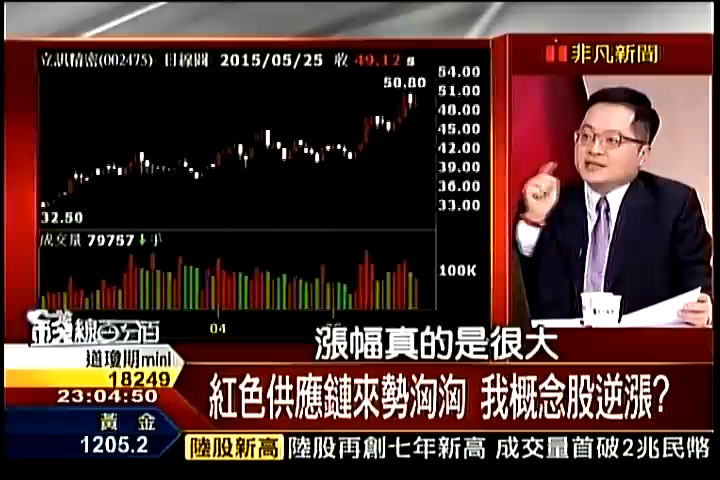 立訊精密(002475) 日線圖 2015/05/25 收 49.12 s
非凡新聞
50.80
54.00
51.00
48.00
45.00
42.00
39.00
36.00
33.00
32.50
成交量 79757↓手
100K
04
錢線百分百
道瓊期mini
18249
23:04:50
黃金
1205.2
漲幅真的是很大
紅色供應鏈來勢洶洶 我概念股逆漲?
陸股新高 陸股再創七年新高 成交量首破2兆民幣